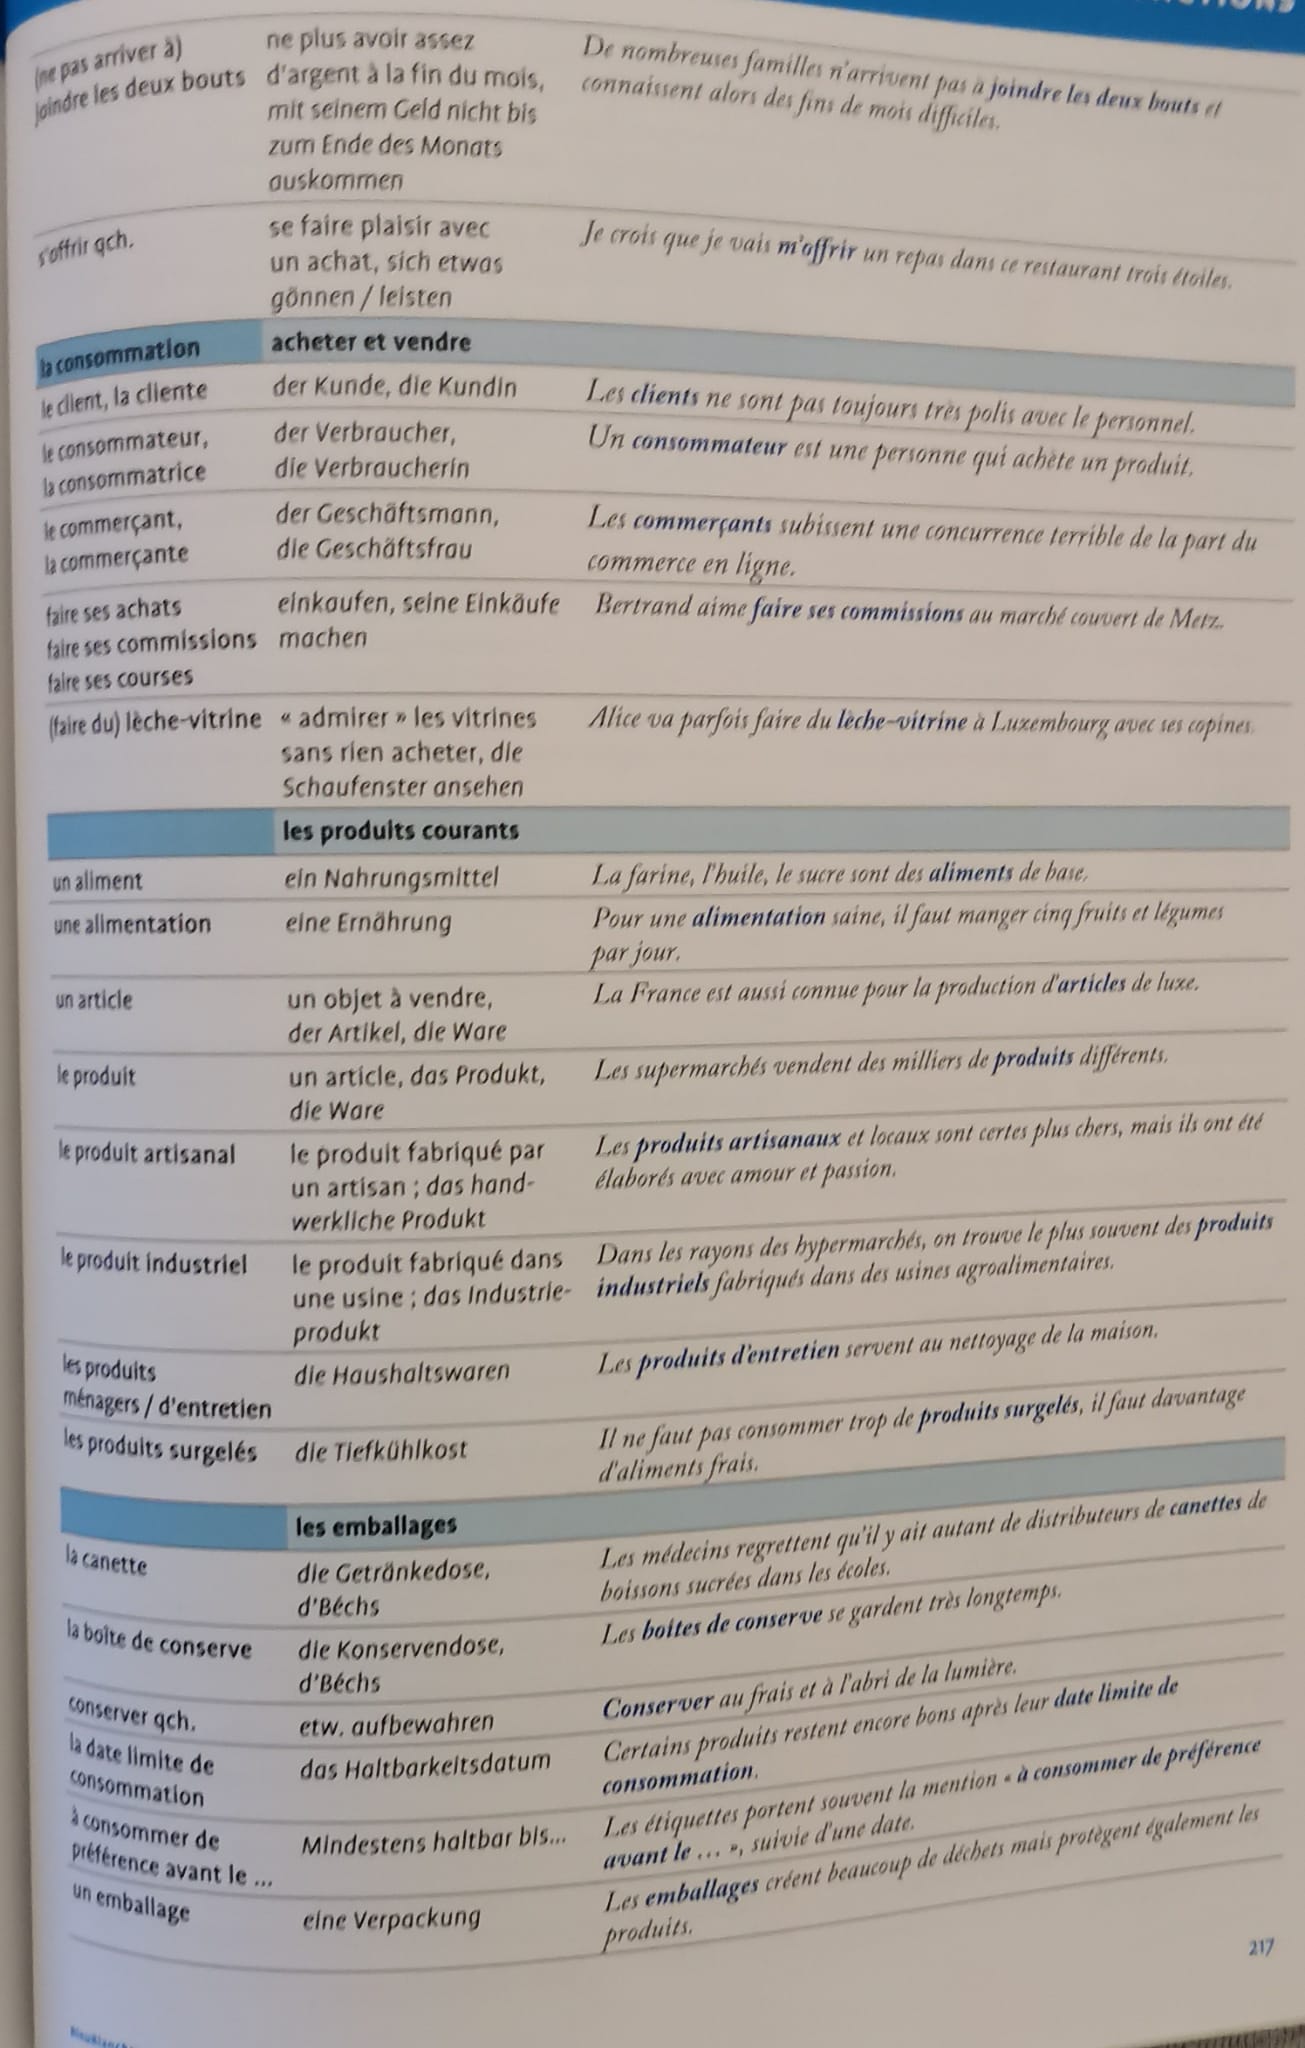 (ne pas arriver à)
joindre les deux bouts
ne plus avoir assez
d'argent à la fin du mois,
mit seinem Geld nicht bis
zum Ende des Monats
auskommen
De nombreuses familles n'arrivent pas à joindre les deux bouts et
connaissent alors des fins de mois difficiles.
s'offrir qch.
se faire plaisir avec
un achat, sich etwas
gönnen / leisten
Je crois que je vais m'offrir un repas dans ce restaurant trois étoiles.
la consommation
acheter et vendre
le client, la cliente
der Kunde, die Kundin
Les clients ne sont pas toujours très polis avec le personnel.
le consommateur,
la consommatrice
der Verbraucher,
die Verbraucherin
Un consommateur est une personne qui achète un produit.
le commerçant,
la commerçante
der Geschäftsmann,
die Geschäftsfrau
Les commerçants subissent une concurrence terrible de la part du
commerce en ligne.
faire ses achats
faire ses commissions
faire ses courses
einkaufen, seine Einkäufe
machen
Bertrand aime faire ses commissions au marché couvert de Metz.
(faire du) lèche-vitrine
« admirer » les vitrines
sans rien acheter, die
Schaufenster ansehen
Alice va parfois faire du lèche-vitrine à Luxembourg avec ses copines.
les produits courants
un aliment
ein Nahrungsmittel
La farine, l'huile, le sucre sont des aliments de base.
une alimentation
eine Ernährung
Pour une alimentation saine, il faut manger cinq fruits et légumes
par jour.
un article
un objet à vendre,
der Artikel, die Ware
La France est aussi connue pour la production d'articles de luxe.
le produit
un article, das Produkt,
die Ware
Les supermarchés vendent des milliers de produits différents.
le produit artisanal
le produit fabriqué par
un artisan ; das hand-
werkliche Produkt
Les produits artisanaux et locaux sont certes plus chers, mais ils ont été
élaborés avec amour et passion.
le produit industriel
le produit fabriqué dans
une usine ; das Industrie-
produkt
Dans les rayons des hypermarchés, on trouve le plus souvent des produits
industriels fabriqués dans des usines agroalimentaires.
les produits
ménagers / d'entretien
die Haushaltswaren
Les produits d'entretien servent au nettoyage de la maison.
les produits surgelés
die Tiefkühlkost
Il ne faut pas consommer trop de produits surgelés, il faut davantage
d'aliments frais.
les emballages
la canette
die Getränkedose,
d'Béchs
Les médecins regrettent qu'il y ait autant de distributeurs de canettes de
boissons sucrées dans les écoles.
la boîte de conserve
die Konservendose,
d'Béchs
Les boîtes de conserve se gardent très longtemps.
conserver qch.
etw. aufbewahren
Conserver au frais et à l'abri de la lumière.
la date limite de
consommation
das Haltbarkeitsdatum
Certains produits restent encore bons après leur date limite de
consommation.
à consommer de
préférence avant le ...
Mindestens haltbar bis...
Les étiquettes portent souvent la mention « à consommer de préférence
avant le ... », suivie d'une date.
un emballage
eine Verpackung
Les emballages créent beaucoup de déchets mais protègent également les
produits.
217